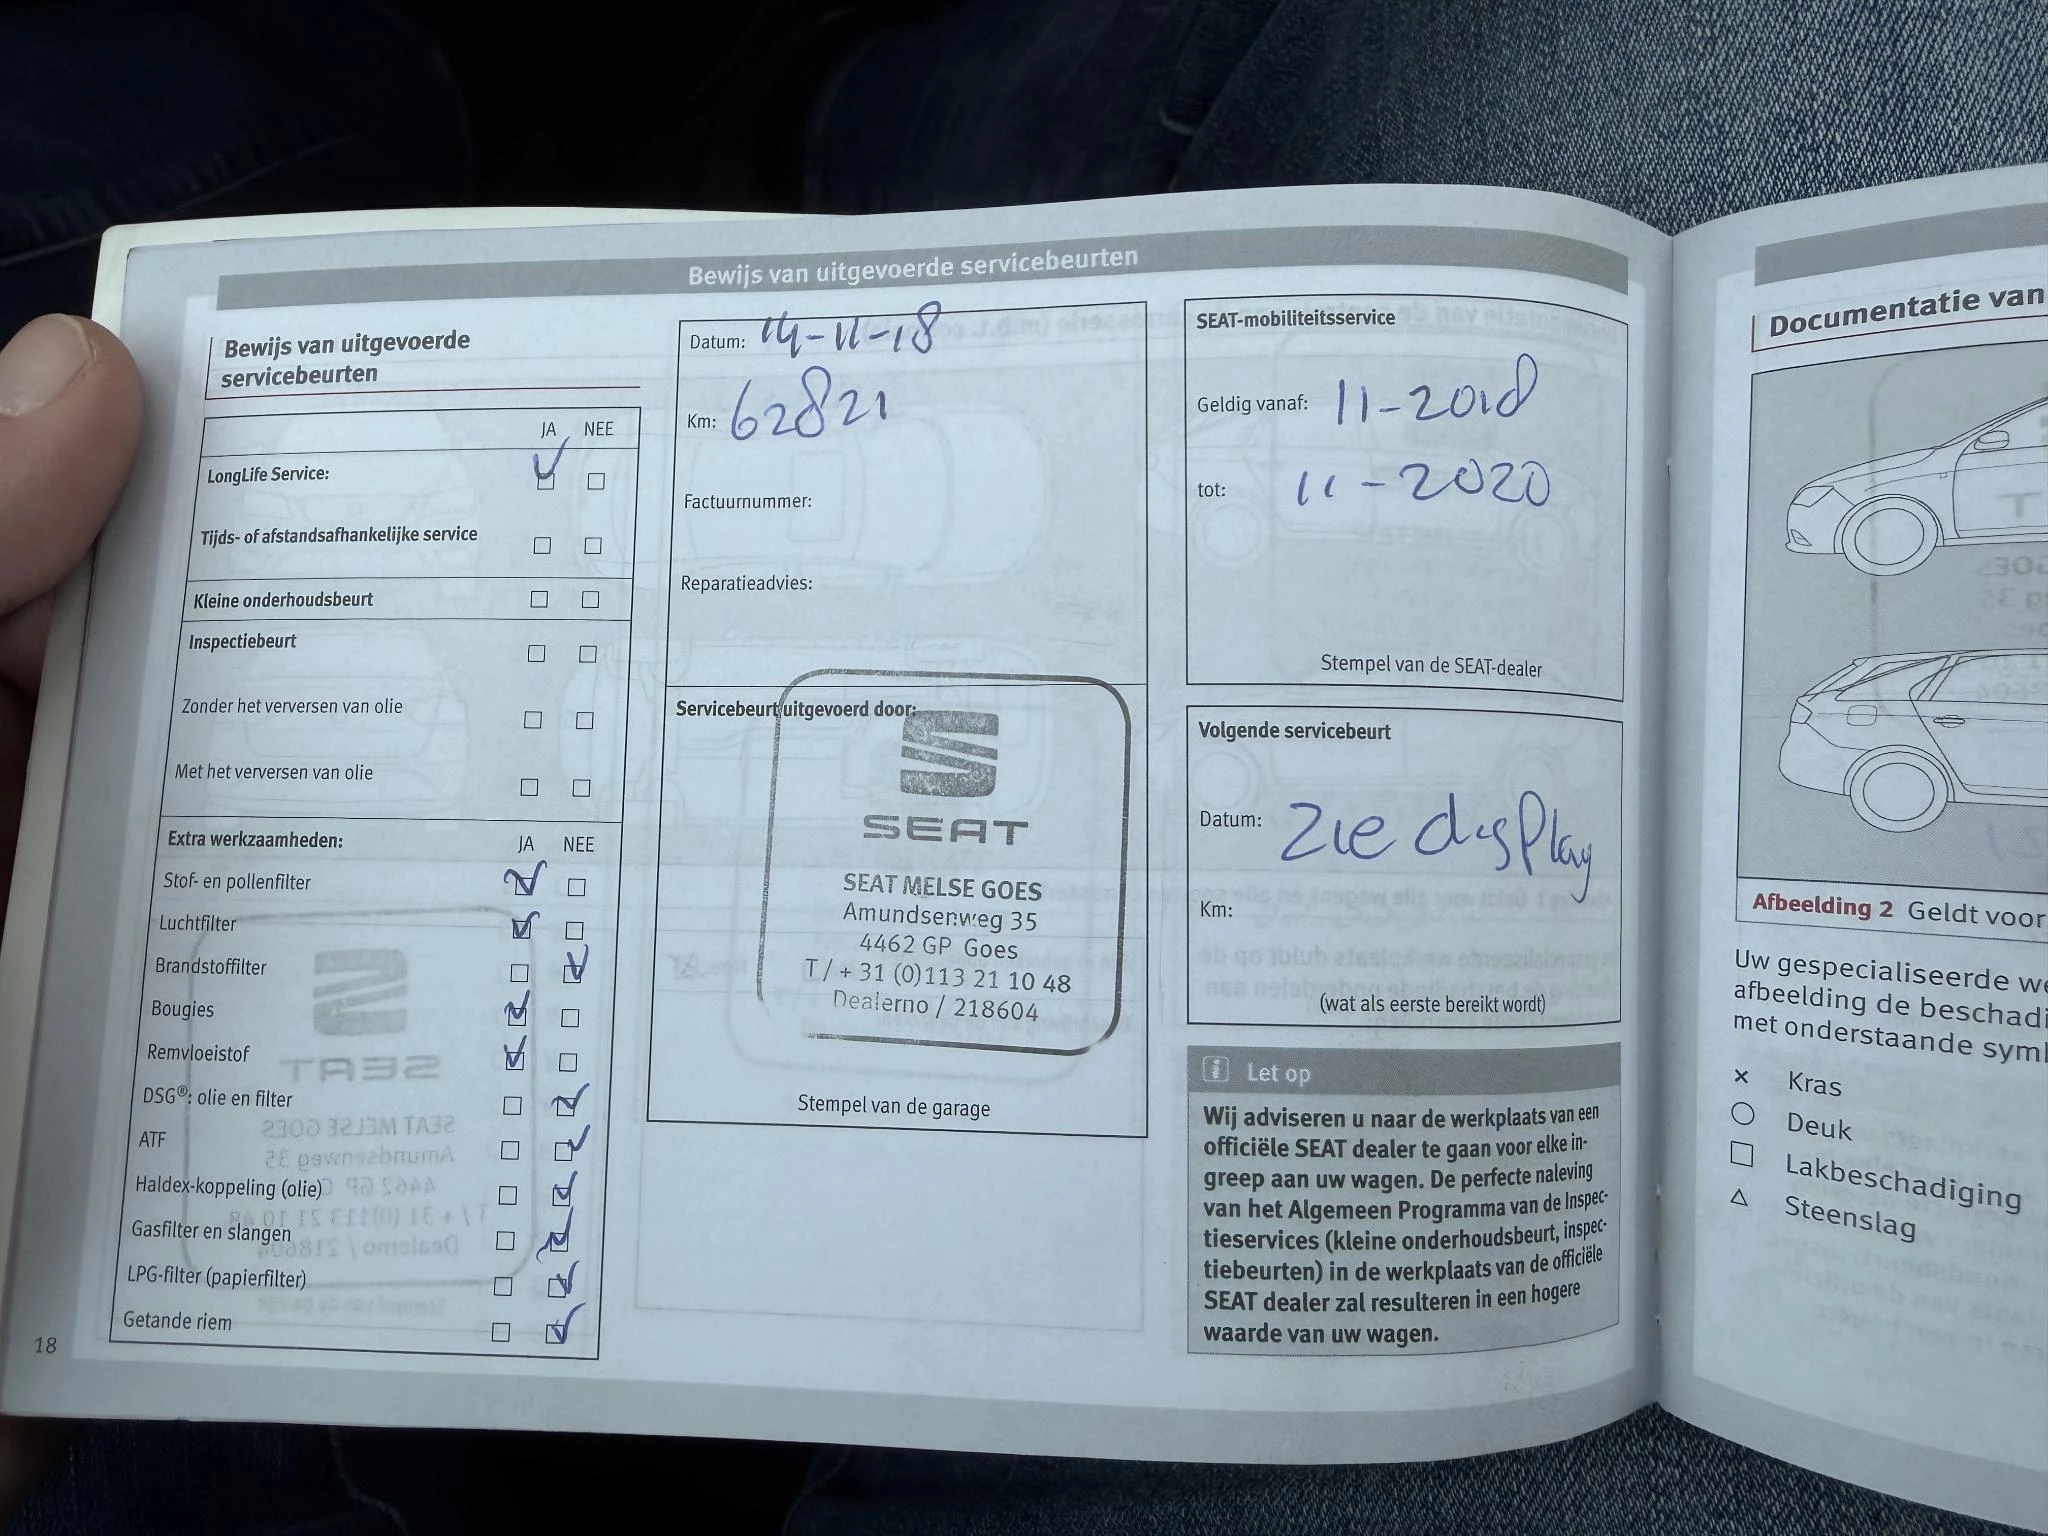 Bewijs van uitgevoerde servicebeurten
Bewijs van uitgevoerde
servicebeurten
JA NEE
LongLife Service:
Tijds- of afstandsafhankelijke service
Kleine onderhoudsbeurt
Inspectiebeurt
Zonder het verversen van olie
Met het verversen van olie
Extra werkzaamheden: JA NEE
Stof- en pollenfilter
Luchtfilter
Brandstoffilter
Bougies
Remvloeistof
DSG®: olie en filter
ATF
Haldex-koppeling (olie)
Gasfilter en slangen
LPG-filter (papierfilter)
Getande riem
18
Datum: 14-11-18
Km: 62821
Factuurnummer:
Reparatieadvies:
Servicebeurt uitgevoerd door:
SEAT
SEAT MELSE GOES
Amundsenweg 35
4462 GP Goes
T / + 31 (0)113 21 10 48
Dealerno / 218604
Stempel van de garage
SEAT-mobiliteitsservice
Geldig vanaf: 11-2018
tot: 11-2020
Stempel van de SEAT-dealer
Volgende servicebeurt
Datum: Zie display
Km:
(wat als eerste bereikt wordt)
i Let op
Wij adviseren u naar de werkplaats van een
officiële SEAT dealer te gaan voor elke in-
greep aan uw wagen. De perfecte naleving
van het Algemeen Programma van de Inspec-
tieservices (kleine onderhoudsbeurt, inspec-
tiebeurten) in de werkplaats van de officiële
SEAT dealer zal resulteren in een hogere
waarde van uw wagen.
Documentatie van
Afbeelding 2 Geldt voor
Uw gespecialiseerde we
afbeelding de beschadi
met onderstaande symb
× Kras
○ Deuk
□ Lakbeschadiging
△ Steenslag